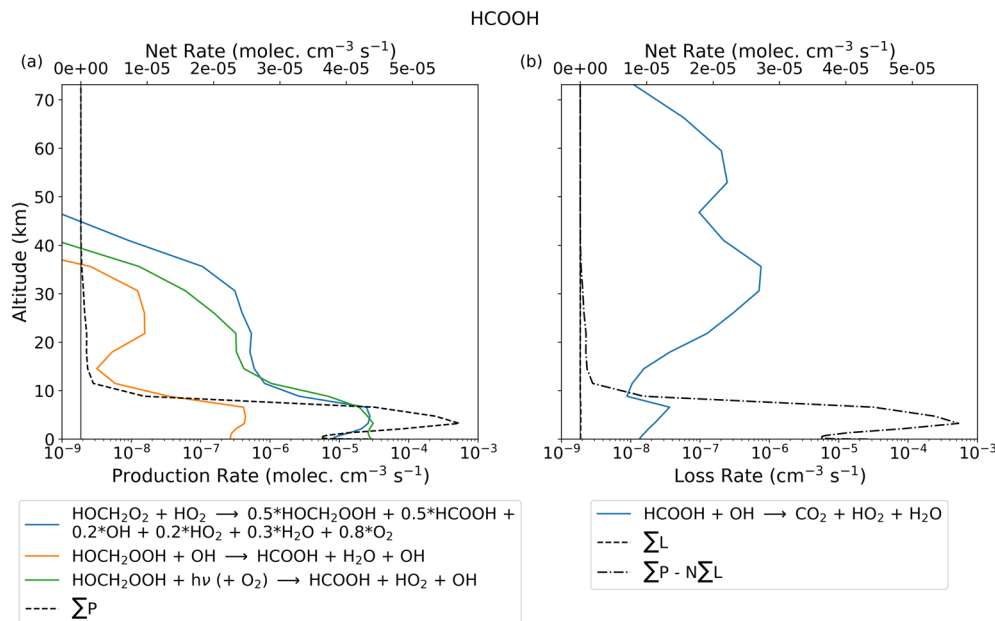 HCOOH
(a)
Net Rate (molec. cm⁻³ s⁻¹)
0e+00 1e-05 2e-05 3e-05 4e-05 5e-05
Altitude (km)
70
60
50
40
30
20
10
0
10⁻⁹ 10⁻⁸ 10⁻⁷ 10⁻⁶ 10⁻⁵ 10⁻⁴ 10⁻³
Production Rate (molec. cm⁻³ s⁻¹)
HOCH₂O₂ + HO₂ ⟶ 0.5*HOCH₂OOH + 0.5*HCOOH +
0.2*OH + 0.2*HO₂ + 0.3*H₂O + 0.8*O₂
HOCH₂OOH + OH ⟶ HCOOH + H₂O + OH
HOCH₂OOH + hν (+ O₂) ⟶ HCOOH + HO₂ + OH
∑P
(b)
Net Rate (molec. cm⁻³ s⁻¹)
0e+00 1e-05 2e-05 3e-05 4e-05 5e-05
10⁻⁹ 10⁻⁸ 10⁻⁷ 10⁻⁶ 10⁻⁵ 10⁻⁴ 10⁻³
Loss Rate (cm⁻³ s⁻¹)
HCOOH + OH ⟶ CO₂ + HO₂ + H₂O
∑L
∑P - N∑L